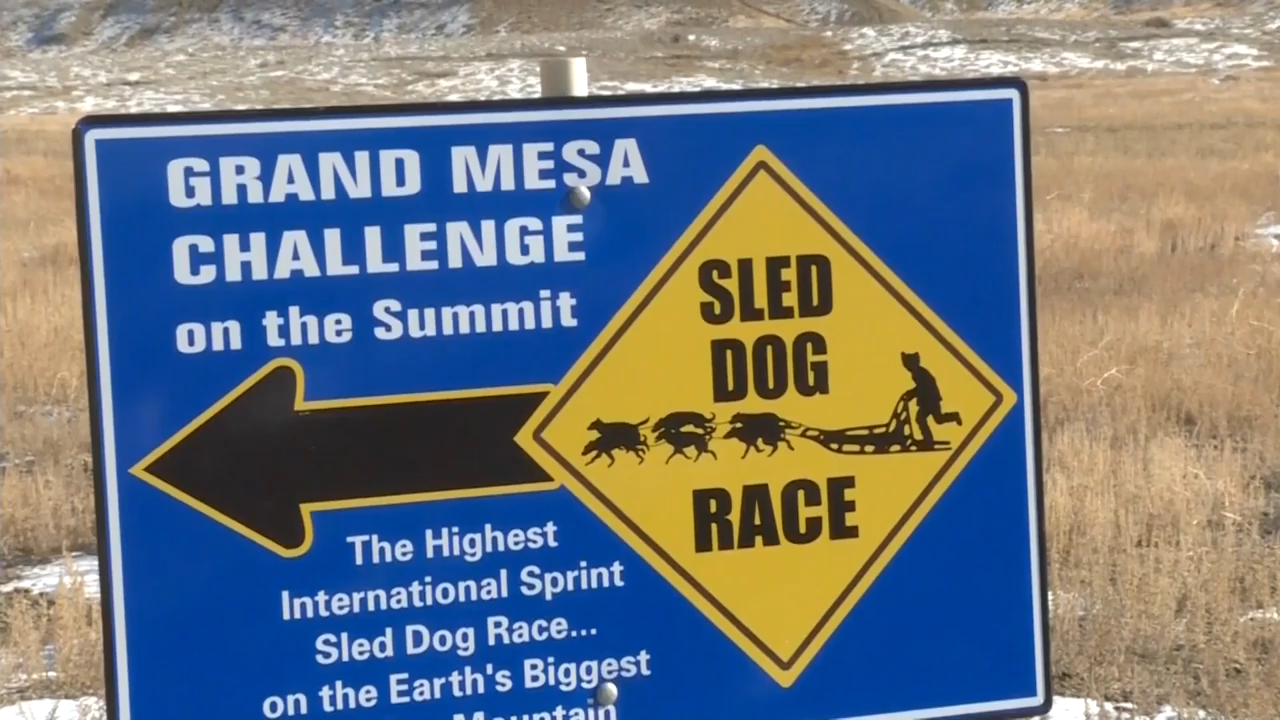 GRAND MESA
CHALLENGE
on the Summit
SLED
DOG
RACE
The Highest
International Sprint
Sled Dog Race...
on the Earth's Biggest
Mountain